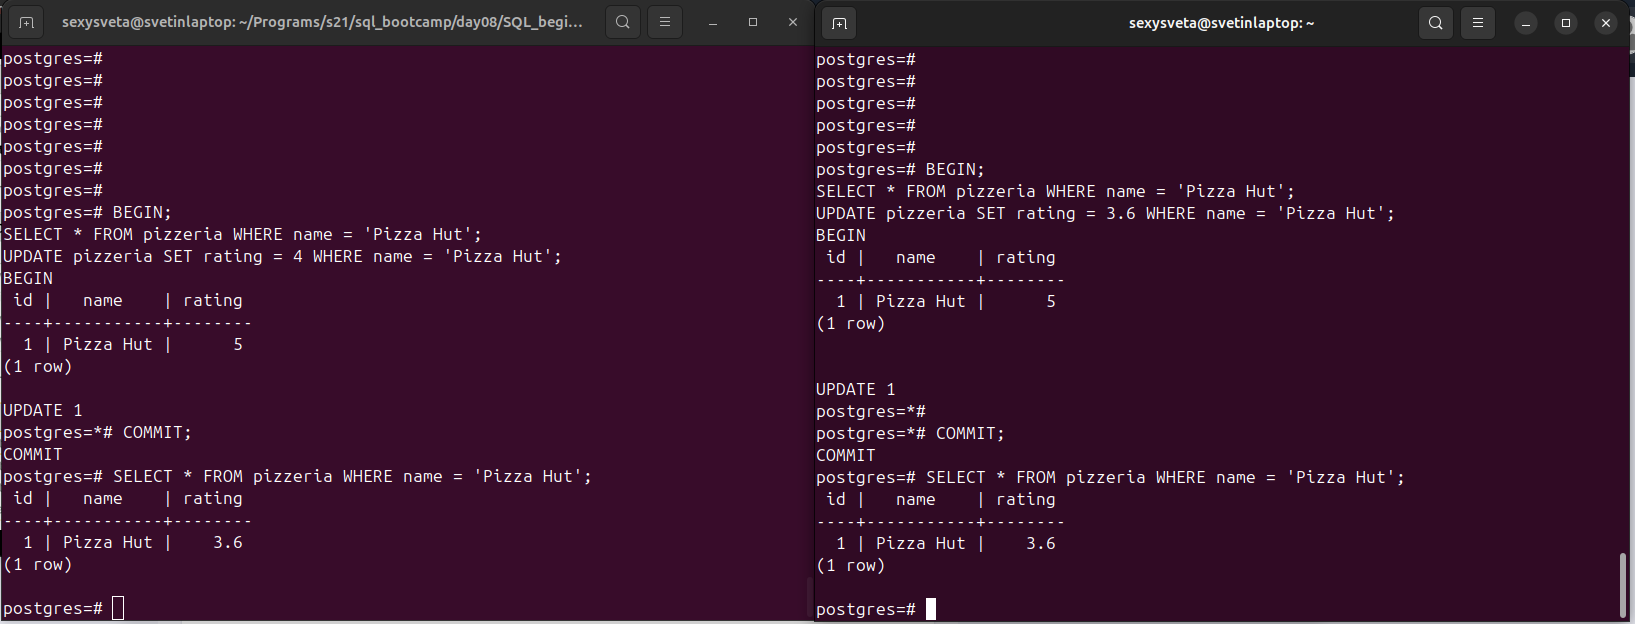 sexysveta@svetinlaptop: ~/Programs/s21/sql_bootcamp/day08/SQL_begi...
postgres=#
postgres=#
postgres=#
postgres=#
postgres=#
postgres=#
postgres=#
postgres=# BEGIN;
SELECT * FROM pizzeria WHERE name = 'Pizza Hut';
UPDATE pizzeria SET rating = 4 WHERE name = 'Pizza Hut';
BEGIN
 id |   name    | rating
----+-----------+--------
  1 | Pizza Hut |      5
(1 row)

UPDATE 1
postgres=*# COMMIT;
COMMIT
postgres=# SELECT * FROM pizzeria WHERE name = 'Pizza Hut';
 id |   name    | rating
----+-----------+--------
  1 | Pizza Hut |    3.6
(1 row)

postgres=#
sexysveta@svetinlaptop: ~
postgres=#
postgres=#
postgres=#
postgres=#
postgres=#
postgres=# BEGIN;
SELECT * FROM pizzeria WHERE name = 'Pizza Hut';
UPDATE pizzeria SET rating = 3.6 WHERE name = 'Pizza Hut';
BEGIN
 id |   name    | rating
----+-----------+--------
  1 | Pizza Hut |      5
(1 row)


UPDATE 1
postgres=*#
postgres=*# COMMIT;
COMMIT
postgres=# SELECT * FROM pizzeria WHERE name = 'Pizza Hut';
 id |   name    | rating
----+-----------+--------
  1 | Pizza Hut |    3.6
(1 row)

postgres=#